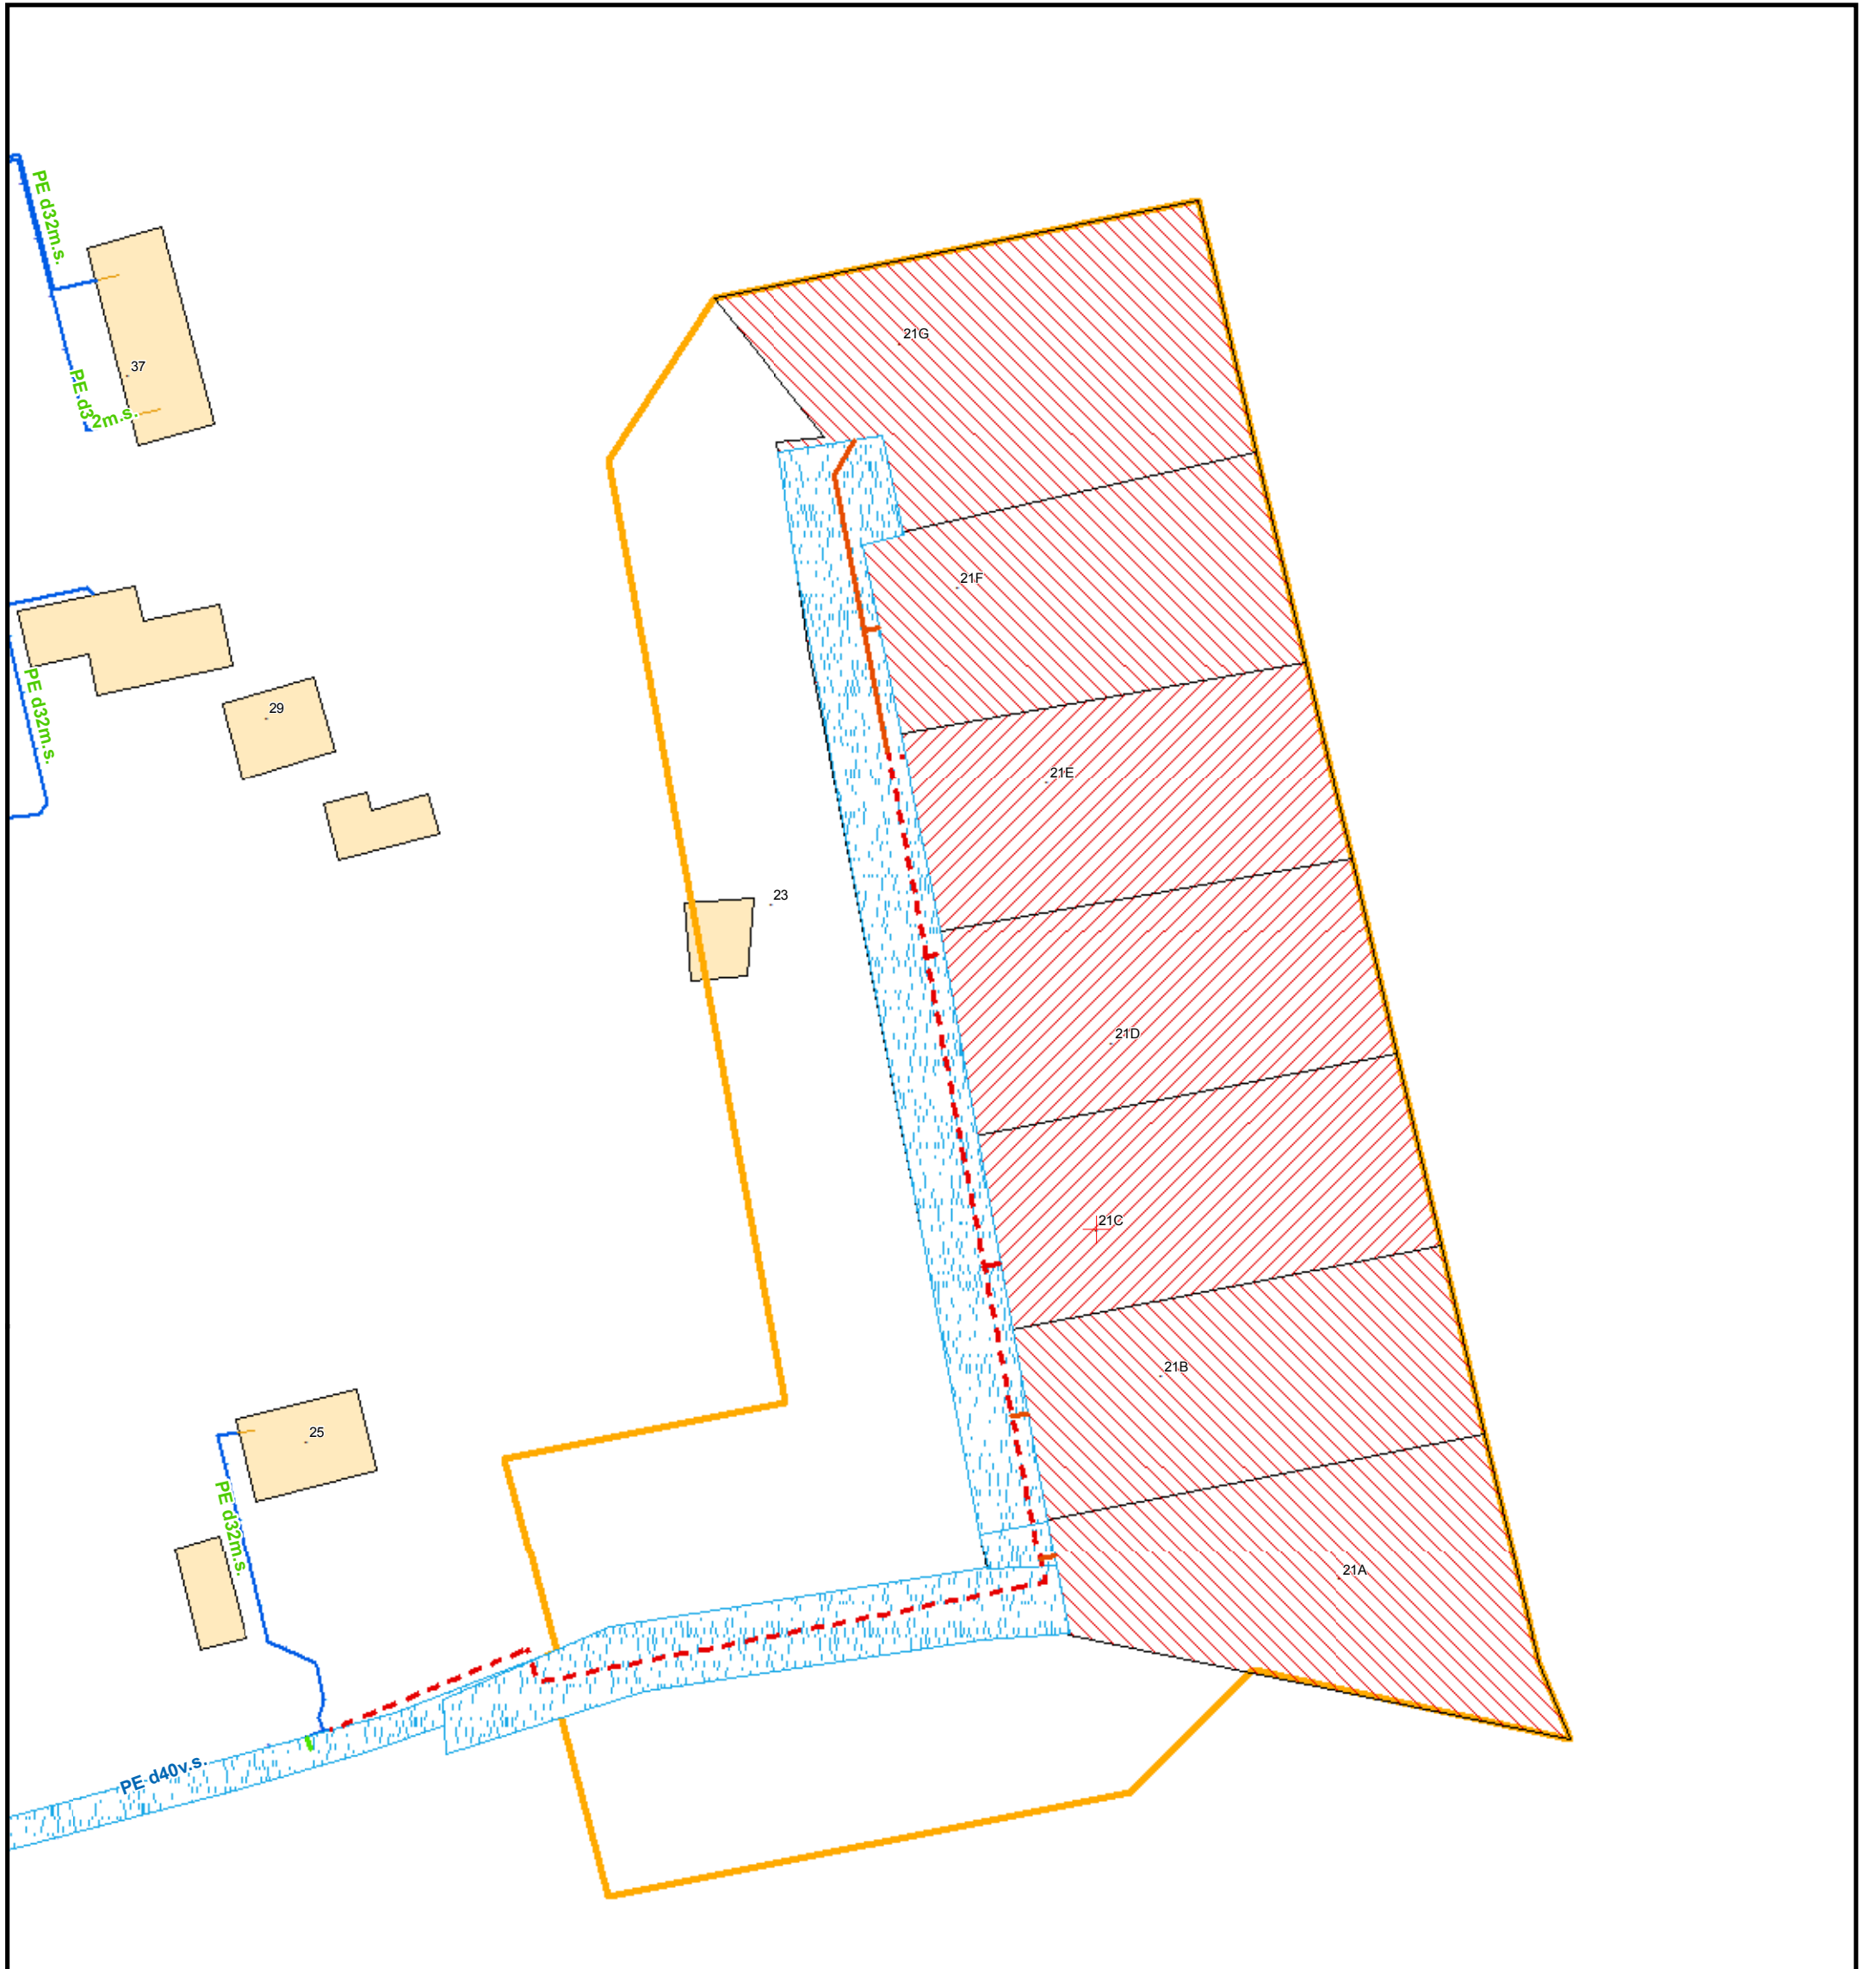 PE d32m.s.
21G
37
PE d32m.s.
21F
PE d32m.s.
29
21E
23
21D
21C
21B
25
PE d32m.s.
21A
PE d40v.s.